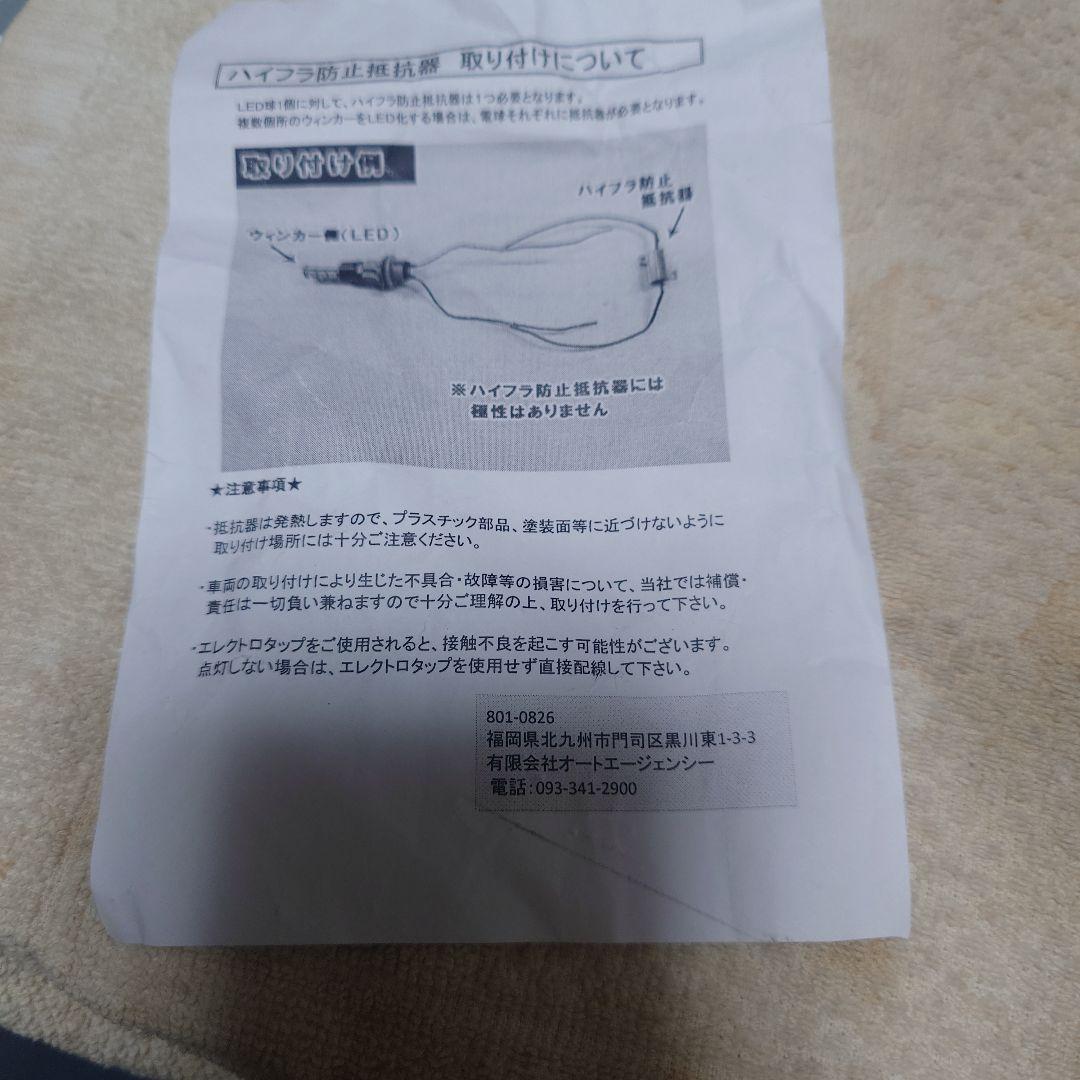 ハイフラ防止抵抗器 取り付けについて
LED球1個に対して、ハイフラ防止抵抗器は1つ必要となります。
複数個所のウィンカーをLED化する場合は、電球それぞれに抵抗器が必要となります。
取り付け例
ハイフラ防止
抵抗器
ウィンカー側(LED)
※ハイフラ防止抵抗器には
極性はありません
★注意事項★
・抵抗器は発熱しますので、プラスチック部品、塗装面等に近づけないように
取り付け場所には十分ご注意ください。
・車両の取り付けにより生じた不具合・故障等の損害について、当社では補償・
責任は一切負い兼ねますので十分ご理解の上、取り付けを行って下さい。
・エレクトロタップをご使用されると、接触不良を起こす可能性がございます。
点灯しない場合は、エレクトロタップを使用せず直接配線して下さい。
801-0826
福岡県北九州市門司区黒川東1-3-3
有限会社オートエージェンシー
電話：093-341-2900